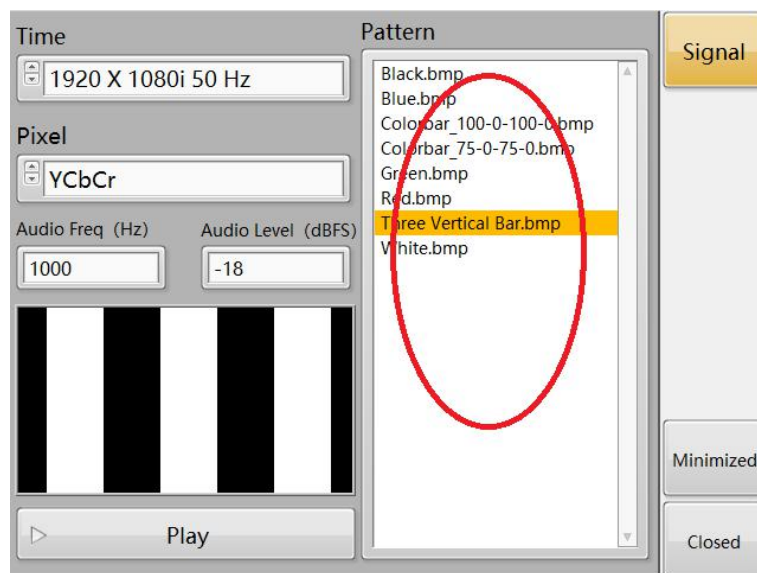 Time
1920 X 1080i 50 Hz
Pixel
YCbCr
Audio Freq (Hz)
Audio Level (dBFS)
1000
-18
Play
Pattern
Black.bmp
Blue.bmp
Colorbar_100-0-100-0.bmp
Colorbar_75-0-75-0.bmp
Green.bmp
Red.bmp
Three Vertical Bar.bmp
White.bmp
Signal
Minimized
Closed